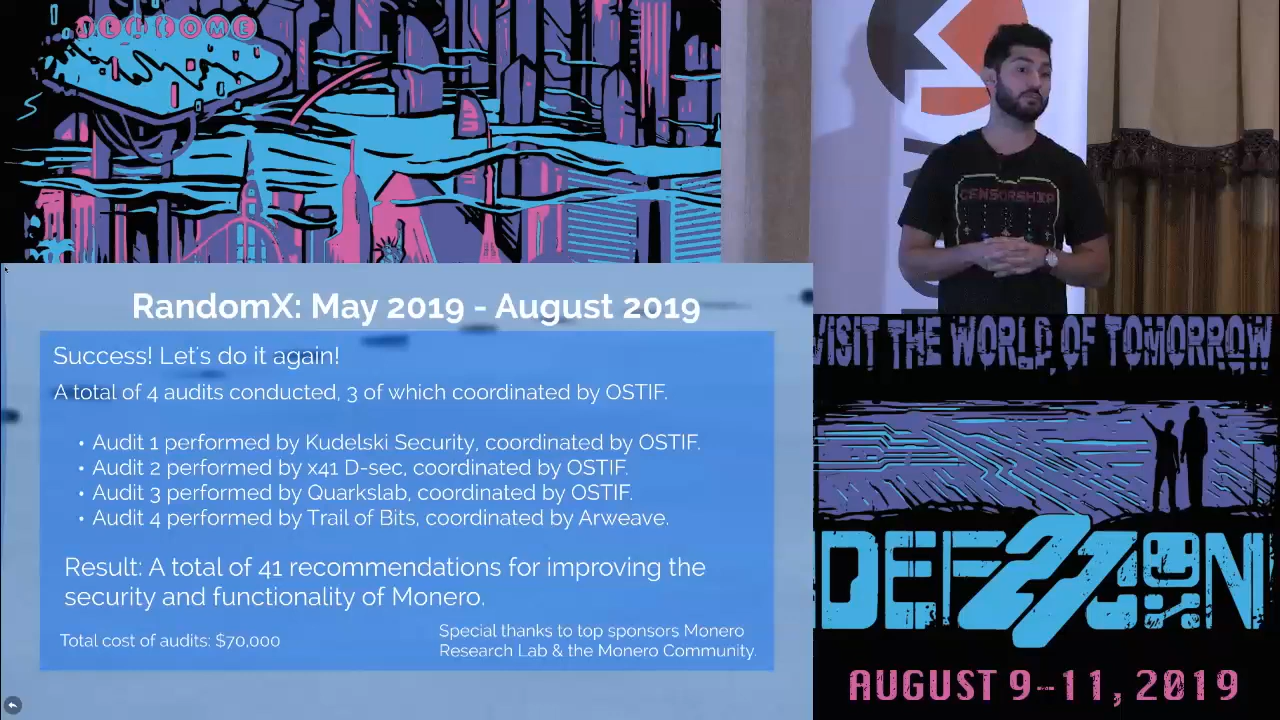 WELCOME
CENSORSHIP
RandomX: May 2019 - August 2019
Success! Let's do it again!
A total of 4 audits conducted, 3 of which coordinated by OSTIF.
• Audit 1 performed by Kudelski Security, coordinated by OSTIF.
• Audit 2 performed by x41 D-sec, coordinated by OSTIF.
• Audit 3 performed by Quarkslab, coordinated by OSTIF.
• Audit 4 performed by Trail of Bits, coordinated by Arweave.
Result: A total of 41 recommendations for improving the
security and functionality of Monero.
Total cost of audits: $70,000
Special thanks to top sponsors Monero
Research Lab & the Monero Community.
VISIT THE WORLD OF TOMORROW
DEF27CON
AUGUST 9-11, 2019